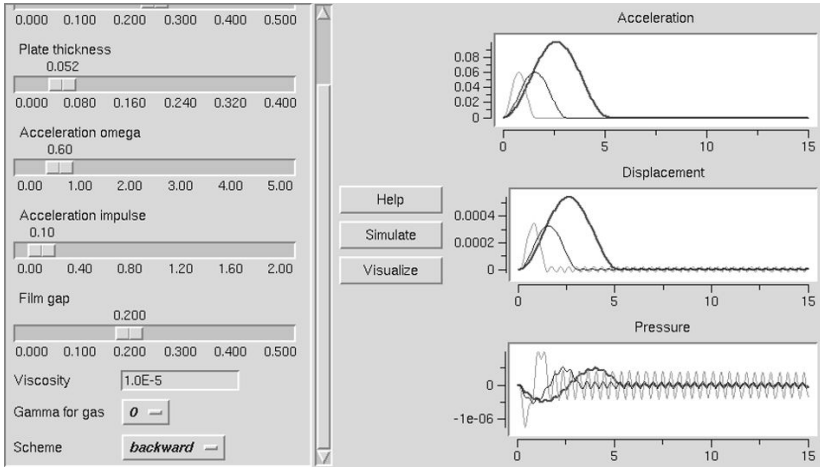 0.000 0.100 0.200 0.300 0.400 0.500
Plate thickness
0.052
0.000 0.080 0.160 0.240 0.320 0.400
Acceleration omega
0.60
0.00 1.00 2.00 3.00 4.00 5.00
Acceleration impulse
0.10
0.00 0.40 0.80 1.20 1.60 2.00
Film gap
0.200
0.000 0.100 0.200 0.300 0.400 0.500
Viscosity
1.0E-5
Gamma for gas
0
Scheme
backward
Help
Simulate
Visualize
Acceleration
0.08
0.06
0.04
0.02
0
0 5 10 15
Displacement
0.0004
0.0002
0
0 5 10 15
Pressure
0
-1e-06
0 5 10 15